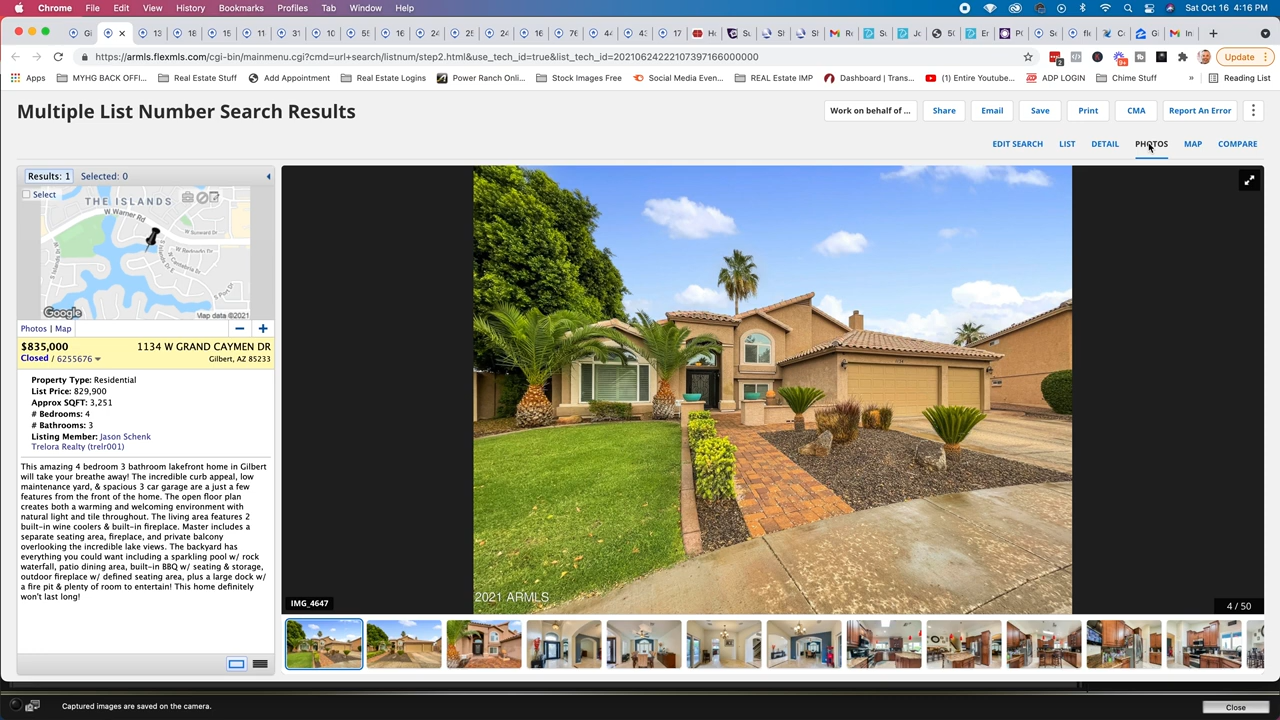 Chrome File Edit View History Bookmarks Profiles Tab Window Help Sat Oct 16 4:16 PM
https://armls.flexmls.com/cgi-bin/mainmenu.cgi?cmd=url+search/listnum/sp2.html&use_tech_id=true&list_tech_id=20210624222107397166000000 Update
Apps MYHG BACK OFFI... Real Estate Stuff Add Appointment Real Estate Logins Power Ranch Onli... Stock Images Free Social Media Even... REAL Estate IMP Dashboard | Trans... (1) Entire Youtube... ADP LOGIN Chime Stuff » Reading List
Multiple List Number Search Results
Work on behalf of ... Share Email Save Print CMA Report An Error
EDIT SEARCH LIST DETAIL PHOTOS MAP COMPARE
Results: 1 Selected: 0
Select
THE ISLANDS
W Warner Rd
Google Map data ©2021
Photos | Map
$835,000 1134 W GRAND CAYMEN DR
Closed / 6255676 Gilbert, AZ 85233
Property Type: Residential
List Price: 829,900
Approx SQFT: 3,251
# Bedrooms: 4
# Bathrooms: 3
Listing Member: Jason Schenk
Trelora Realty (trelr001)
This amazing 4 bedroom 3 bathroom lakefront home in Gilbert
will take your breathe away! The incredible curb appeal, low
maintenance yard, & spacious 3 car garage are a just a few
features from the front of the home. The open floor plan
creates both a warming and welcoming environment with
natural light and tile throughout. The living area features 2
built-in wine coolers & built-in fireplace. Master includes a
separate seating area, fireplace, and private balcony
overlooking the incredible lake views. The backyard has
everything you could want including a sparkling pool w/ rock
waterfall, patio dining area, built-in BBQ w/ seating & storage,
outdoor fireplace w/ defined seating area, plus a large dock w/
a fire pit & plenty of room to entertain! This home definitely
won't last long!
2021 ARMLS
IMG_4647
4 / 50
Captured images are saved on the camera.
Close